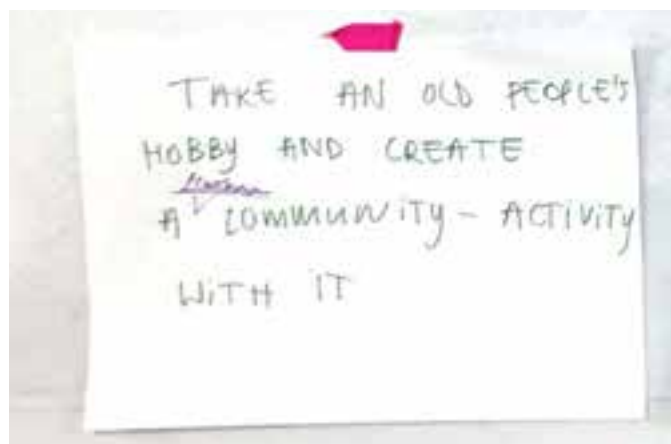 TAKE AN OLD PEOPLE'S
HOBBY AND CREATE
A COMMUNITY - ACTIVITY
WITH IT